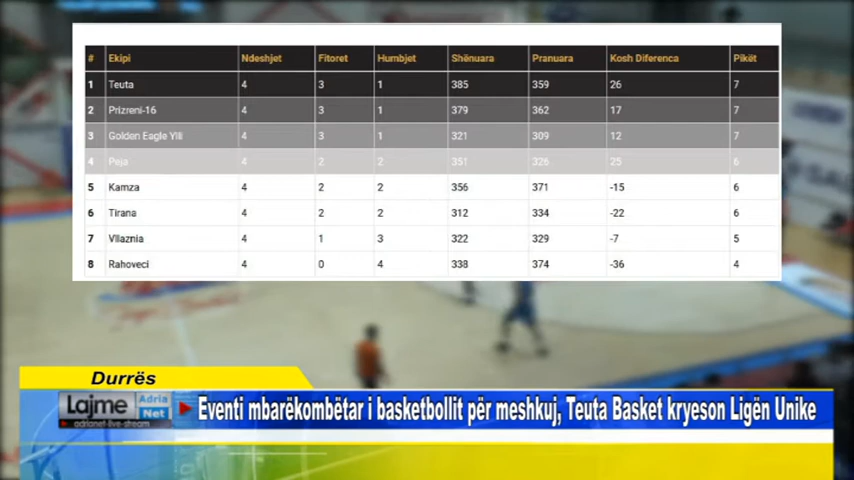 # Ekipi Ndeshjet Fitoret Humbjet Shënuara Pranuara Kosh Diferenca Pikët
1 Teuta 4 3 1 385 359 26 7
2 Prizreni-16 4 3 1 379 362 17 7
3 Golden Eagle Ylli 4 3 1 321 309 12 7
4 Peja 4 2 2 351 326 25 6
5 Kamza 4 2 2 356 371 -15 6
6 Tirana 4 2 2 312 334 -22 6
7 Vllaznia 4 1 3 322 329 -7 5
8 Rahoveci 4 0 4 338 374 -36 4
Durrës
Lajme Adria Net
adrianet-live-stream
Eventi mbarëkombëtar i basketbollit për meshkuj, Teuta Basket kryeson Ligën Unike